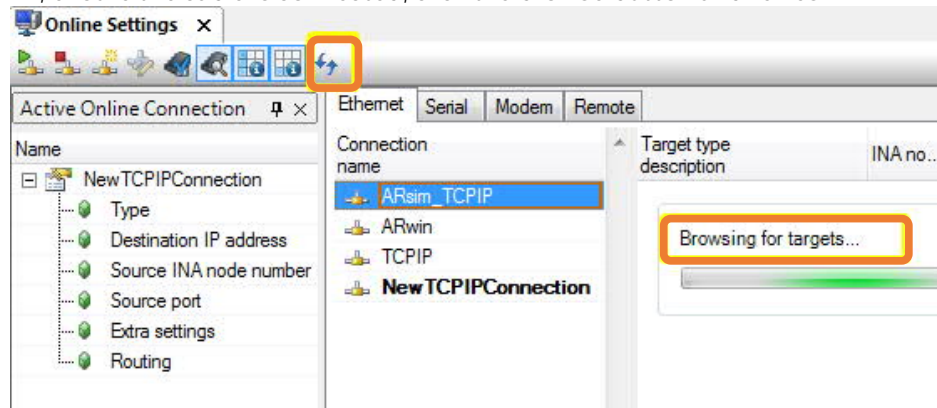 Online Settings X
Active Online Connection
Ethernet Serial Modem Remote
Name
NewTCPIPConnection
Type
Destination IP address
Source INA node number
Source port
Extra settings
Routing
Connection
name
ARsim_TCPIP
ARwin
TCPIP
NewTCPIPConnection
Target type
description
INA no...
Browsing for targets...